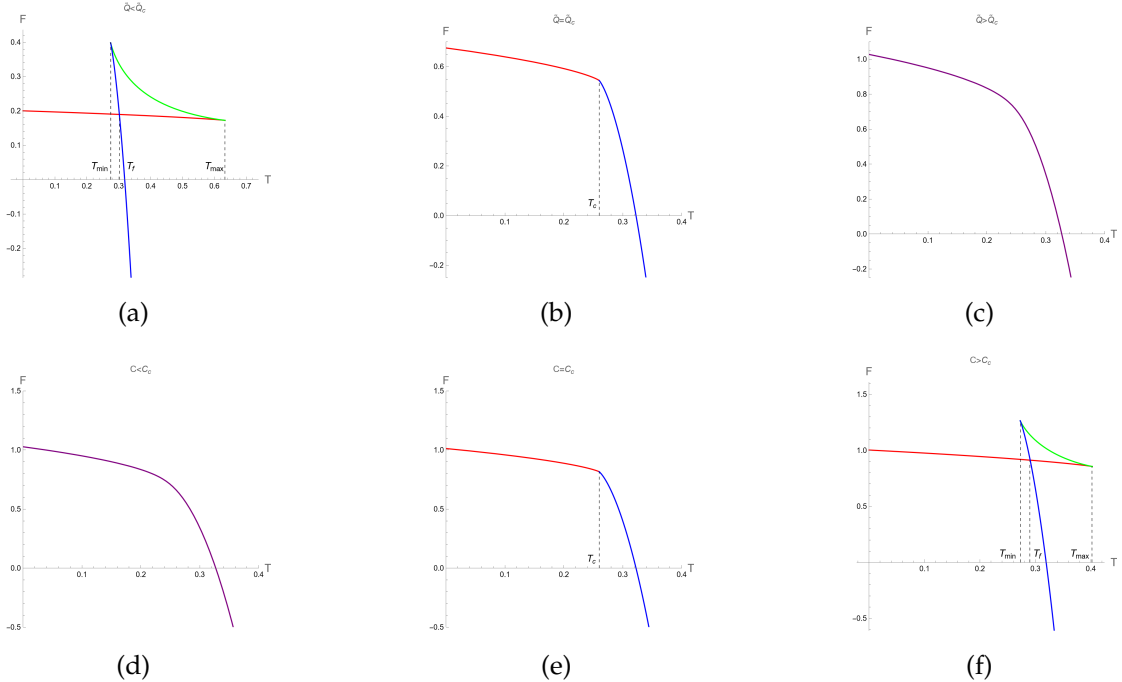 Q̃<Q̃c
F
0.4
0.3
0.2
0.1
Tmin
Tf
Tmax
0.1 0.2 0.3 0.4 0.5 0.6 0.7
T
−0.1
−0.2
(a)
Q̃=Q̃c
F
0.6
0.4
0.2
Tc
0.0
0.1 0.2 0.3 0.4
T
−0.2
(b)
Q̃>Q̃c
F
1.0
0.8
0.6
0.4
0.2
0.0
0.1 0.2 0.3 0.4
T
−0.2
(c)
C<Cc
F
1.5
1.0
0.5
0.0
0.1 0.2 0.3 0.4
T
−0.5
(d)
C=Cc
F
1.5
1.0
0.5
Tc
0.0
0.1 0.2 0.3 0.4
T
−0.5
(e)
C>Cc
F
1.5
1.0
0.5
Tmin
Tf
Tmax
0.1 0.2 0.3 0.4
T
−0.5
(f)